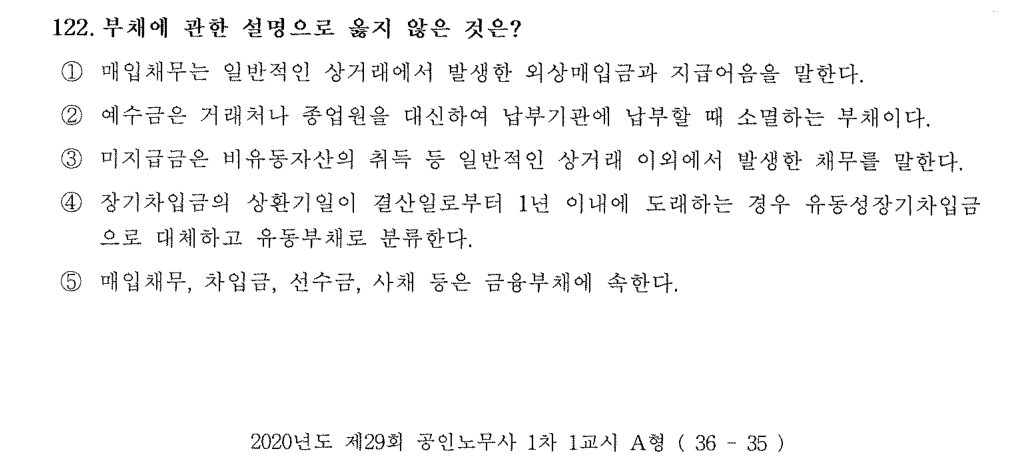 122. 부채에 관한 설명으로 옳지 않은 것은?
① 매입채무는 일반적인 상거래에서 발생한 외상매입금과 지급어음을 말한다.
② 예수금은 거래처나 종업원을 대신하여 납부기관에 납부할 때 소멸하는 부채이다.
③ 미지급금은 비유동자산의 취득 등 일반적인 상거래 이외에서 발생한 채무를 말한다.
④ 장기차입금의 상환기일이 결산일로부터 1년 이내에 도래하는 경우 유동성장기차입금
으로 대체하고 유동부채로 분류한다.
⑤ 매입채무, 차입금, 선수금, 사채 등은 금융부채에 속한다.
2020년도 제29회 공인노무사 1차 1교시 A형 ( 36 - 35 )